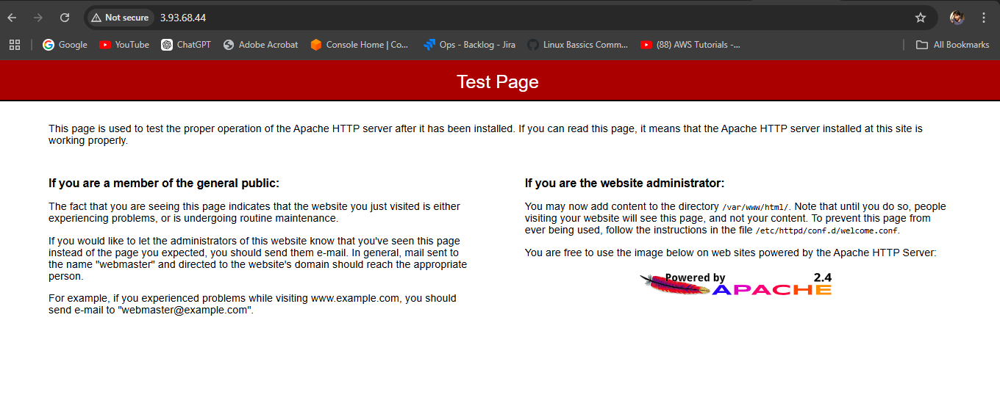 Not secure
3.93.68.44
Google
YouTube
ChatGPT
Adobe Acrobat
Console Home | Co...
Ops - Backlog - Jira
Linux Bassics Comm...
(88) AWS Tutorials -...
All Bookmarks
Test Page
This page is used to test the proper operation of the Apache HTTP server after it has been installed. If you can read this page, it means that the Apache HTTP server installed at this site is
working properly.
If you are a member of the general public:
The fact that you are seeing this page indicates that the website you just visited is either
experiencing problems, or is undergoing routine maintenance.
If you would like to let the administrators of this website know that you've seen this page
instead of the page you expected, you should send them e-mail. In general, mail sent to
the name "webmaster" and directed to the website's domain should reach the appropriate
person.
For example, if you experienced problems while visiting www.example.com, you should
send e-mail to "webmaster@example.com".
If you are the website administrator:
You may now add content to the directory /var/www/html/. Note that until you do so, people
visiting your website will see this page, and not your content. To prevent this page from
ever being used, follow the instructions in the file /etc/httpd/conf.d/welcome.conf.
You are free to use the image below on web sites powered by the Apache HTTP Server:
Powered by 2.4
APACHE